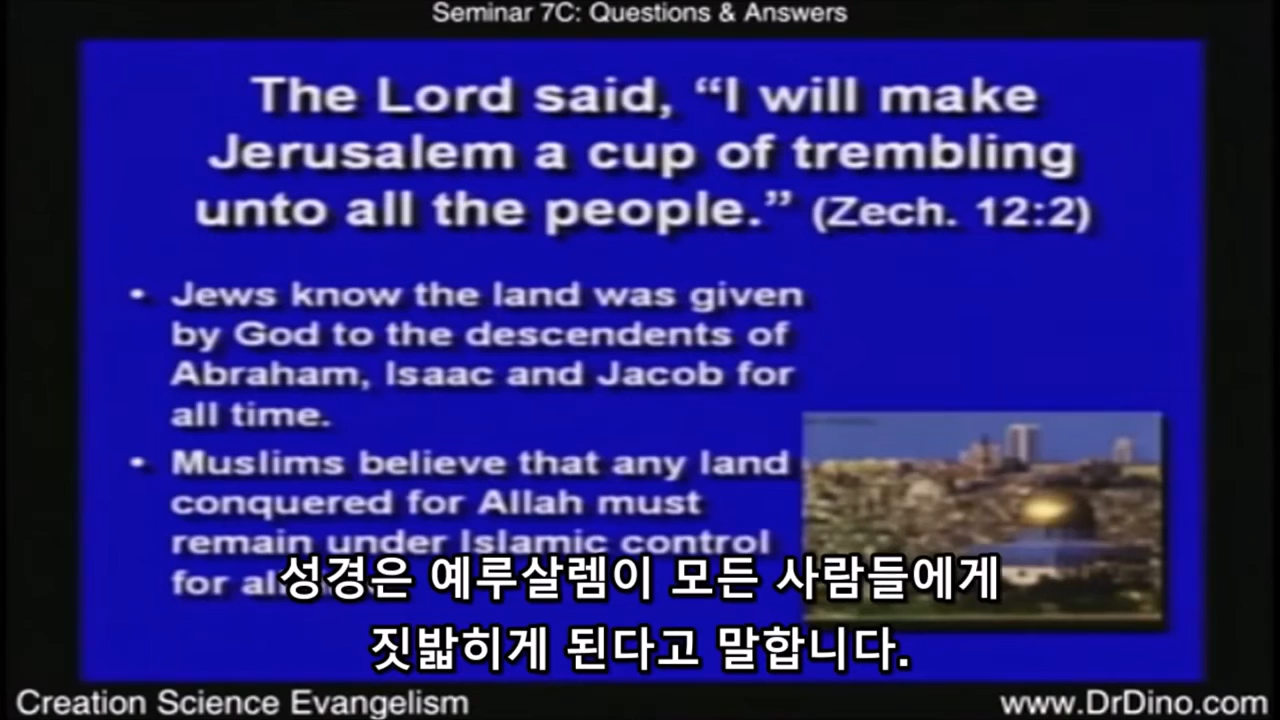 Seminar 7C: Questions & Answers
The Lord said, “I will make
Jerusalem a cup of trembling
unto all the people.” (Zech. 12:2)
• Jews know the land was given
by God to the descendents of
Abraham, Isaac and Jacob for
all time.
• Muslims believe that any land
conquered for Allah must
remain under Islamic control
for
성경은 예루살렘이 모든 사람들에게
짓밟히게 된다고 말합니다.
Creation Science Evangelism
www.DrDino.com